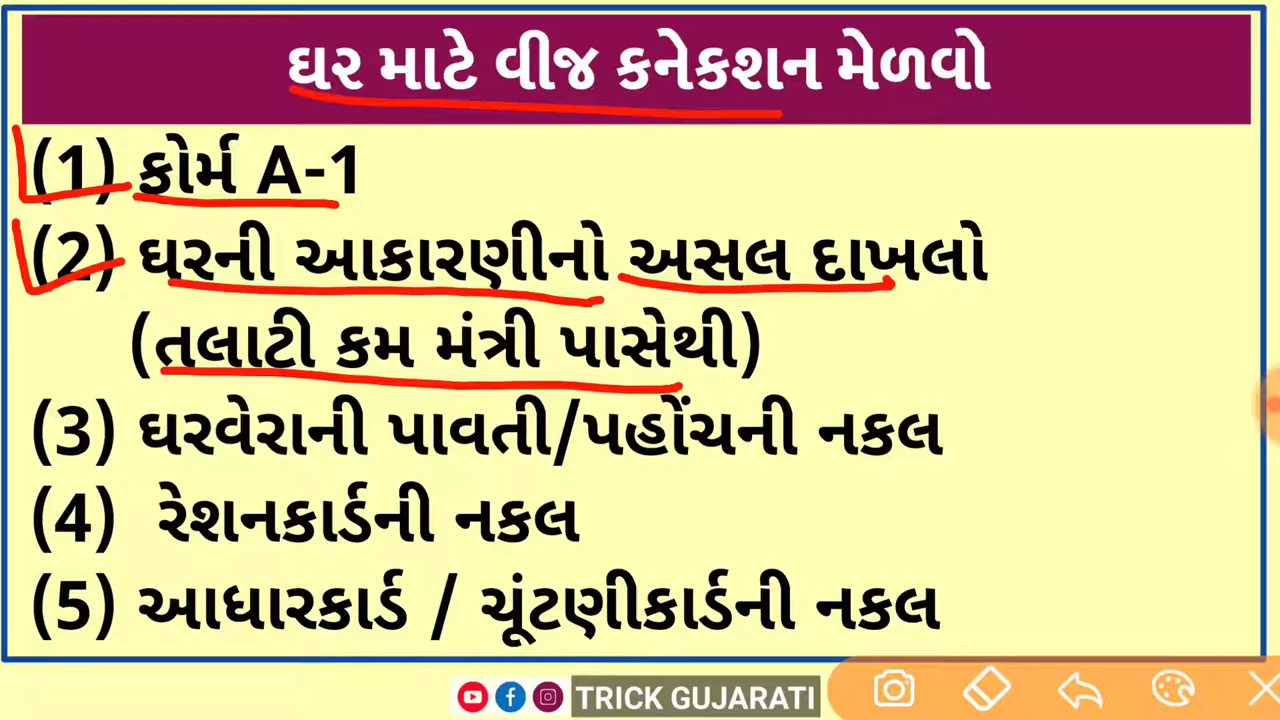 ઘર માટે વીજ કનેકશન મેળવો
(1) ફોર્મ A-1
(2) ઘરની આકારણીનો અસલ દાખલો
(તલાટી કમ મંત્રી પાસેથી)
(3) ઘરવેરાની પાવતી/પહોંચની નકલ
(4) રેશનકાર્ડની નકલ
(5) આધારકાર્ડ / ચૂંટણીકાર્ડની નકલ
TRICK GUJARATI